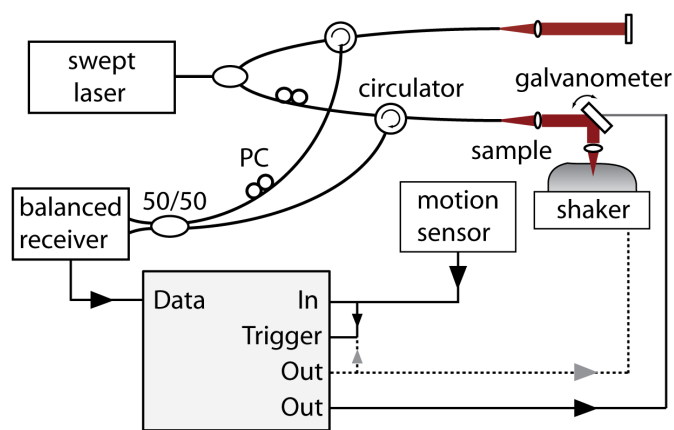 swept
laser
circulator
galvanometer
PC
sample
50/50
balanced
receiver
motion
sensor
shaker
Data
In
Trigger
Out
Out